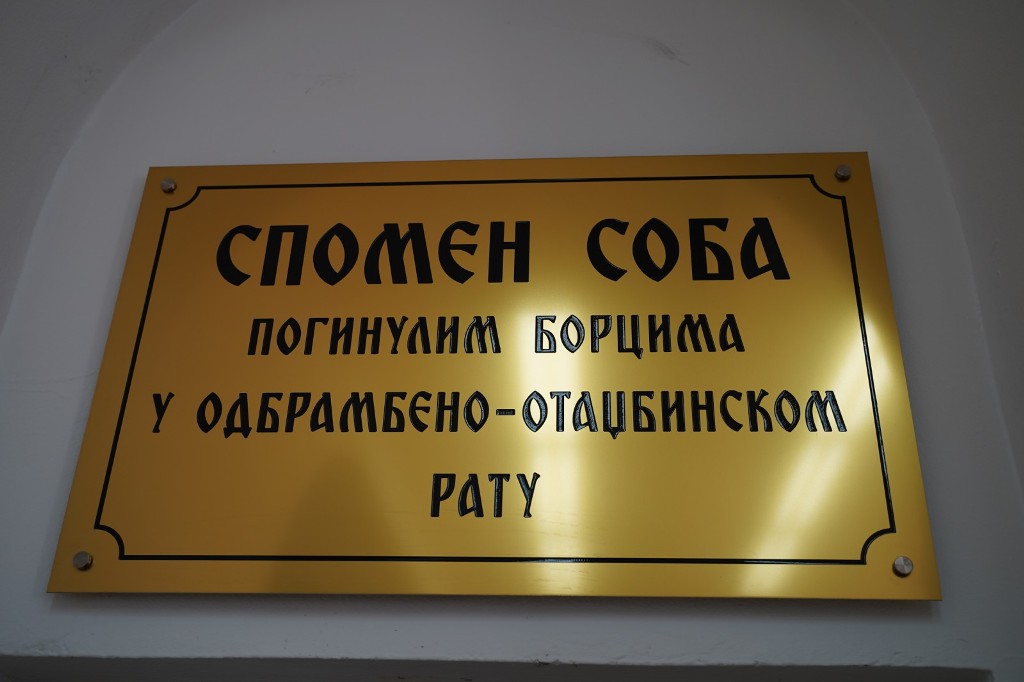 СПОМЕН СОБА
ПОГИНУЛИМ БОРЦИМА
У ОДБРАМБЕНО-ОТАЏБИНСКОМ
РАТУ